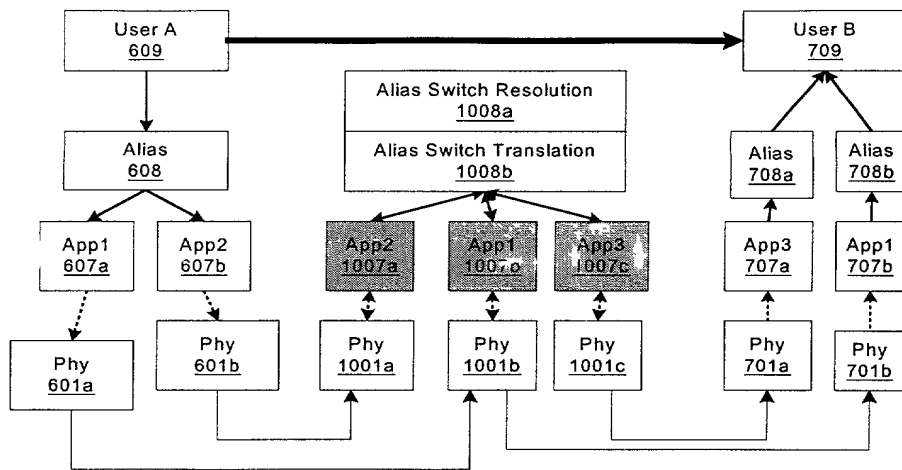 User A
609
User B
709
Alias Switch Resolution
1008a
Alias Switch Translation
1008b
Alias
608
Alias
708a
Alias
708b
App1
607a
App2
607b
App2
1007a
App1
1007b
App3
1007c
App3
707a
App1
707b
Phy
601a
Phy
601b
Phy
1001a
Phy
1001b
Phy
1001c
Phy
701a
Phy
701b